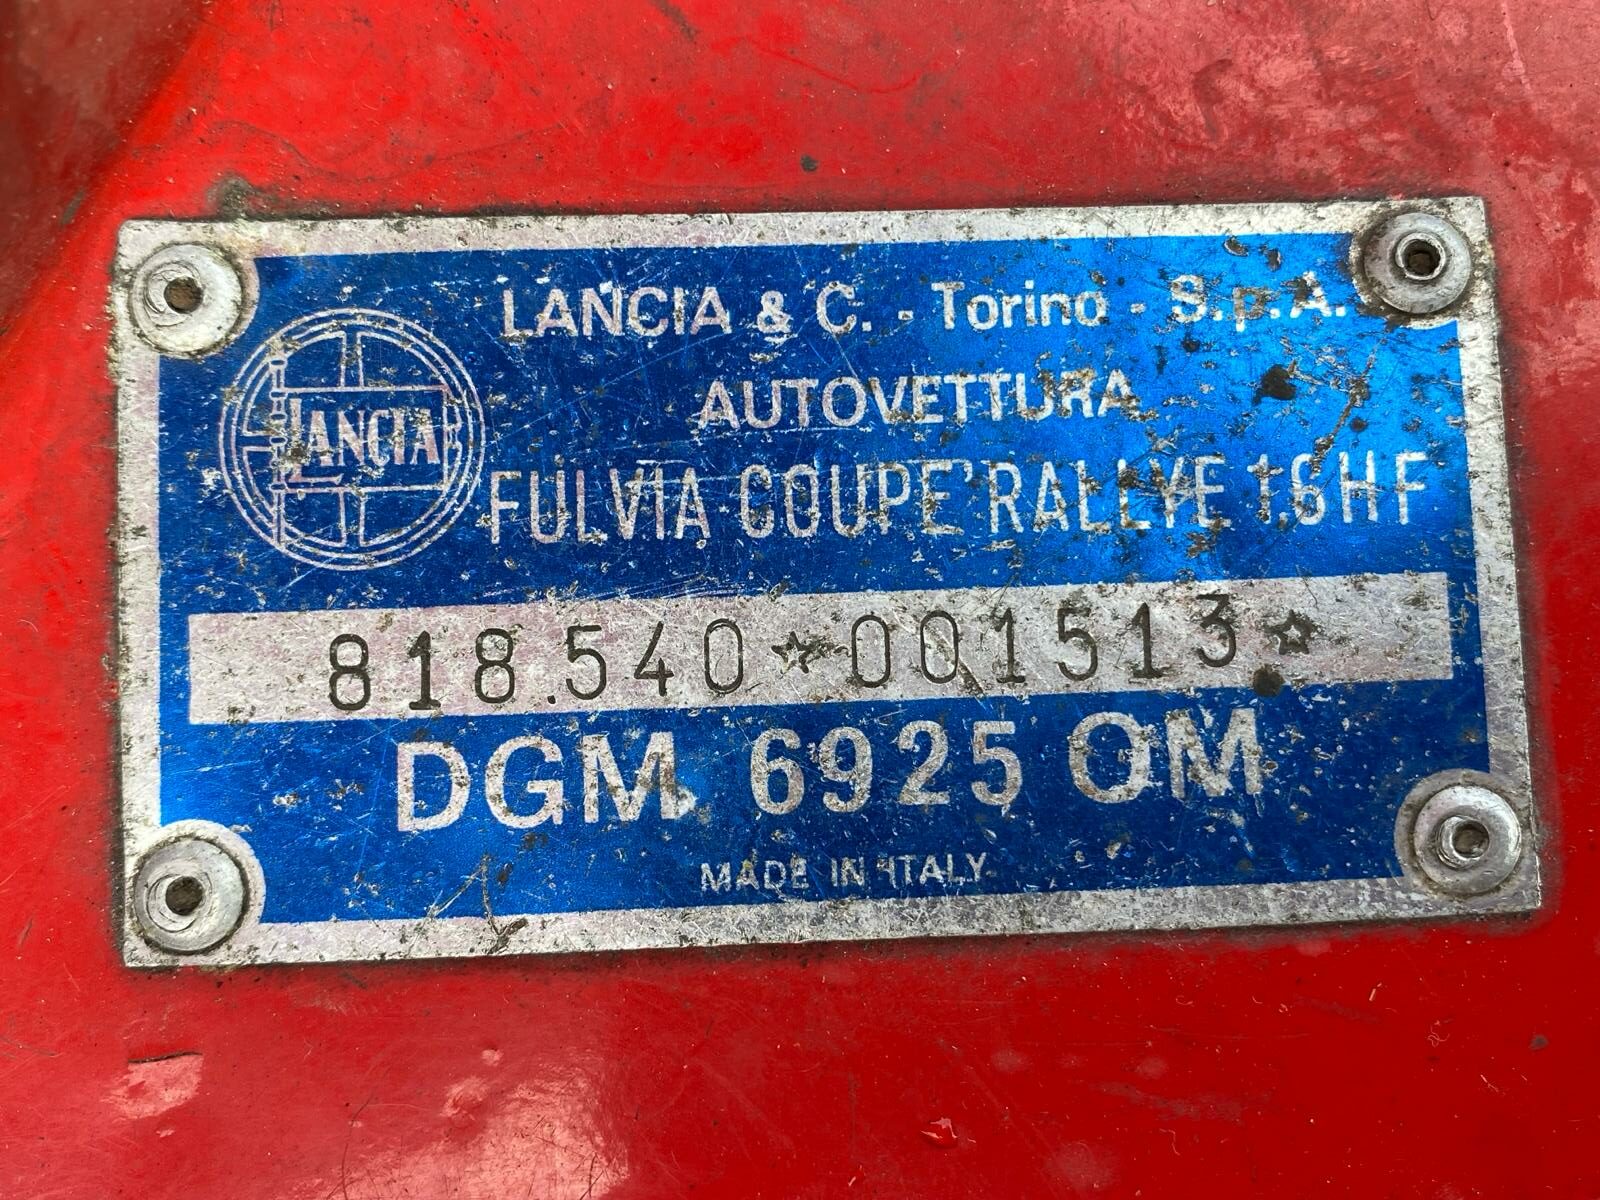 LANCIA & C. - Torino - S.p.A.
AUTOVETTURA
LANCIA
FULVIA COUPE' RALLYE 1.6 HF
818.540☆001513☆
DGM 6925 OM
MADE IN ITALY